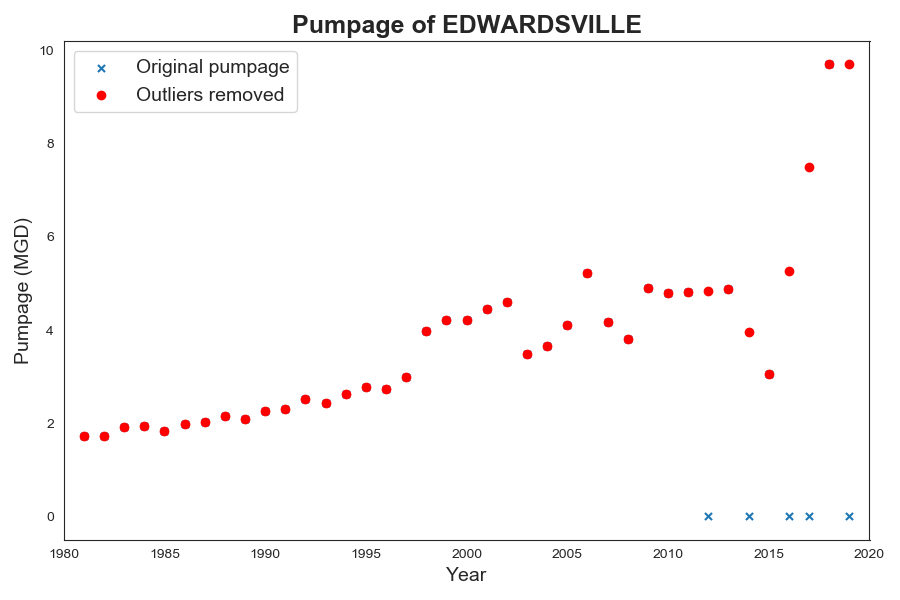 Pumpage of EDWARDSVILLE
Original pumpage
Outliers removed
Pumpage (MGD)
10
8
6
4
2
0
1980 1985 1990 1995 2000 2005 2010 2015 2020
Year